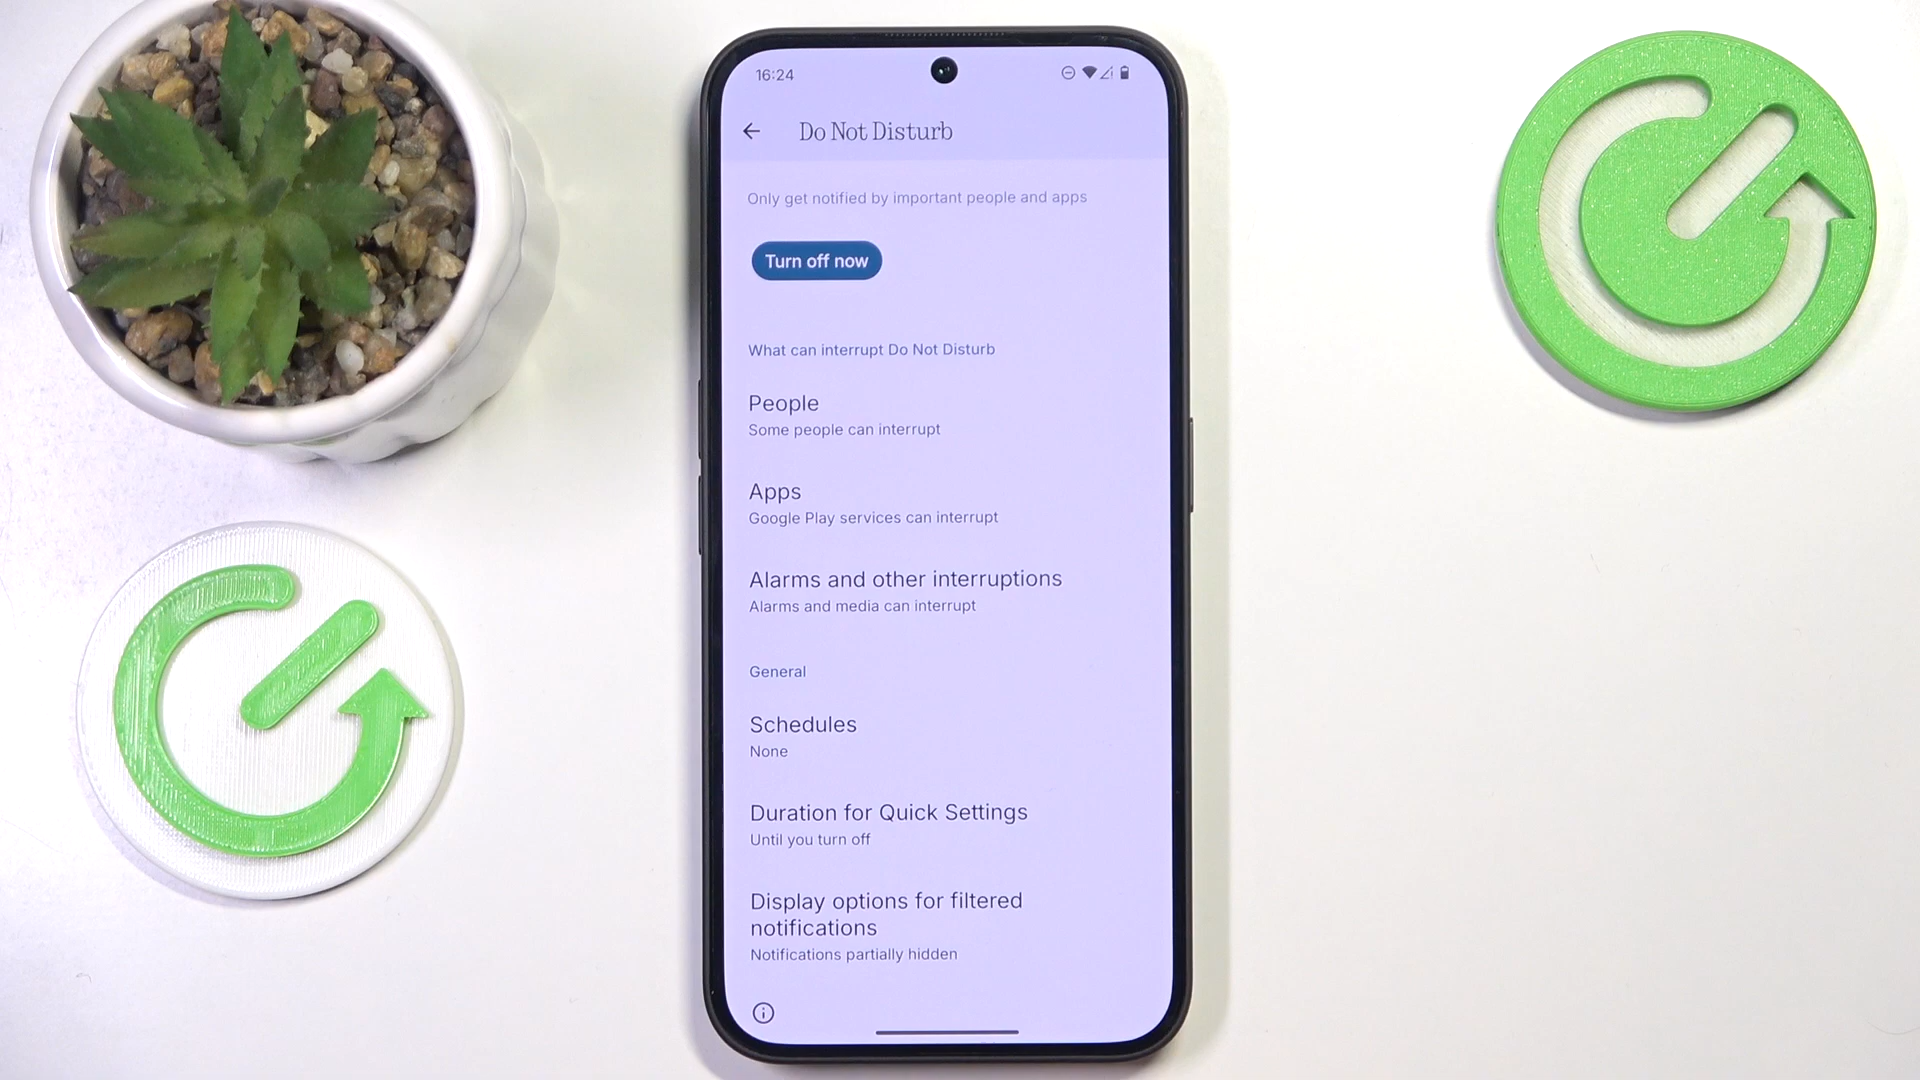 16:24
Do Not Disturb
Only get notified by important people and apps
Turn off now
What can interrupt Do Not Disturb
People
Some people can interrupt
Apps
Google Play services can interrupt
Alarms and other interruptions
Alarms and media can interrupt
General
Schedules
None
Duration for Quick Settings
Until you turn off
Display options for filtered
notifications
Notifications partially hidden